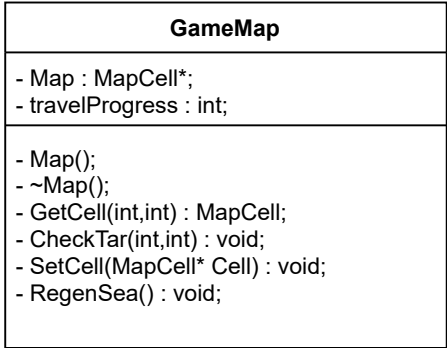 GameMap
- Map : MapCell*;
- travelProgress : int;
- Map();
- ~Map();
- GetCell(int,int) : MapCell;
- CheckTar(int,int) : void;
- SetCell(MapCell* Cell) : void;
- RegenSea() : void;